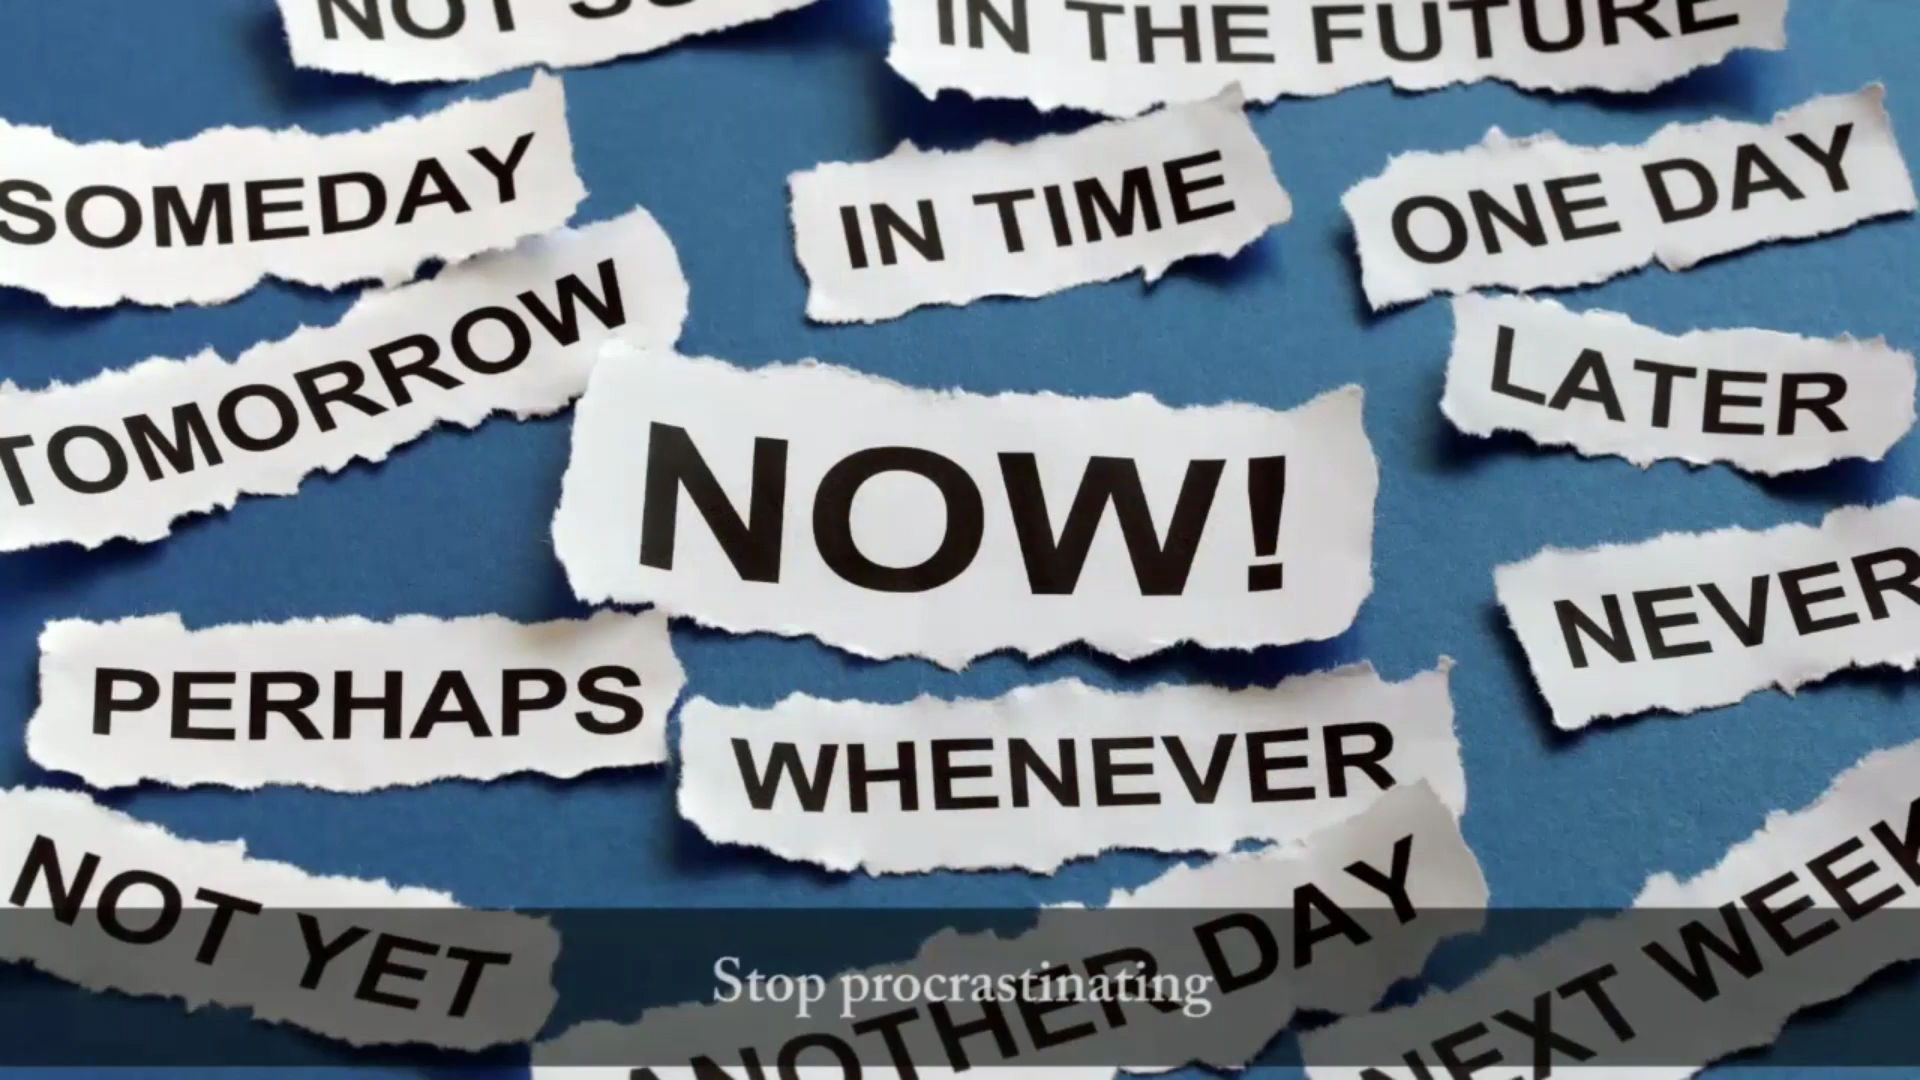 NOT
IN THE FUTURE
SOMEDAY
IN TIME
ONE DAY
TOMORROW
LATER
NOW!
NEVER
PERHAPS
WHENEVER
NOT YET
ANOTHER DAY
NEXT WEEK
Stop procrastinating